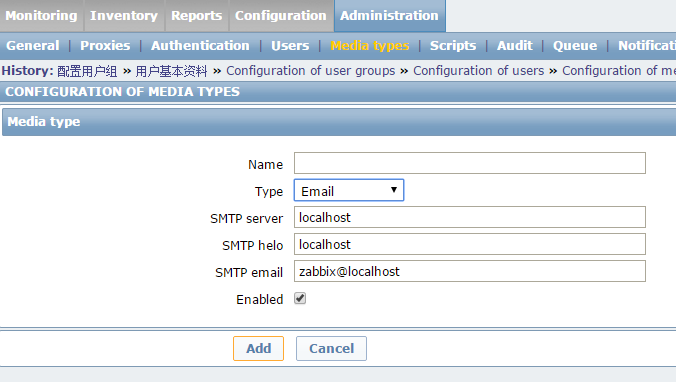 Monitoring Inventory Reports Configuration Administration
General | Proxies | Authentication | Users | Media types | Scripts | Audit | Queue | Notificati
History: 配置用户组 » 用户基本资料 » Configuration of user groups » Configuration of users » Configuration of me
CONFIGURATION OF MEDIA TYPES
Media type
Name
Type Email
SMTP server localhost
SMTP helo localhost
SMTP email zabbix@localhost
Enabled
Add Cancel